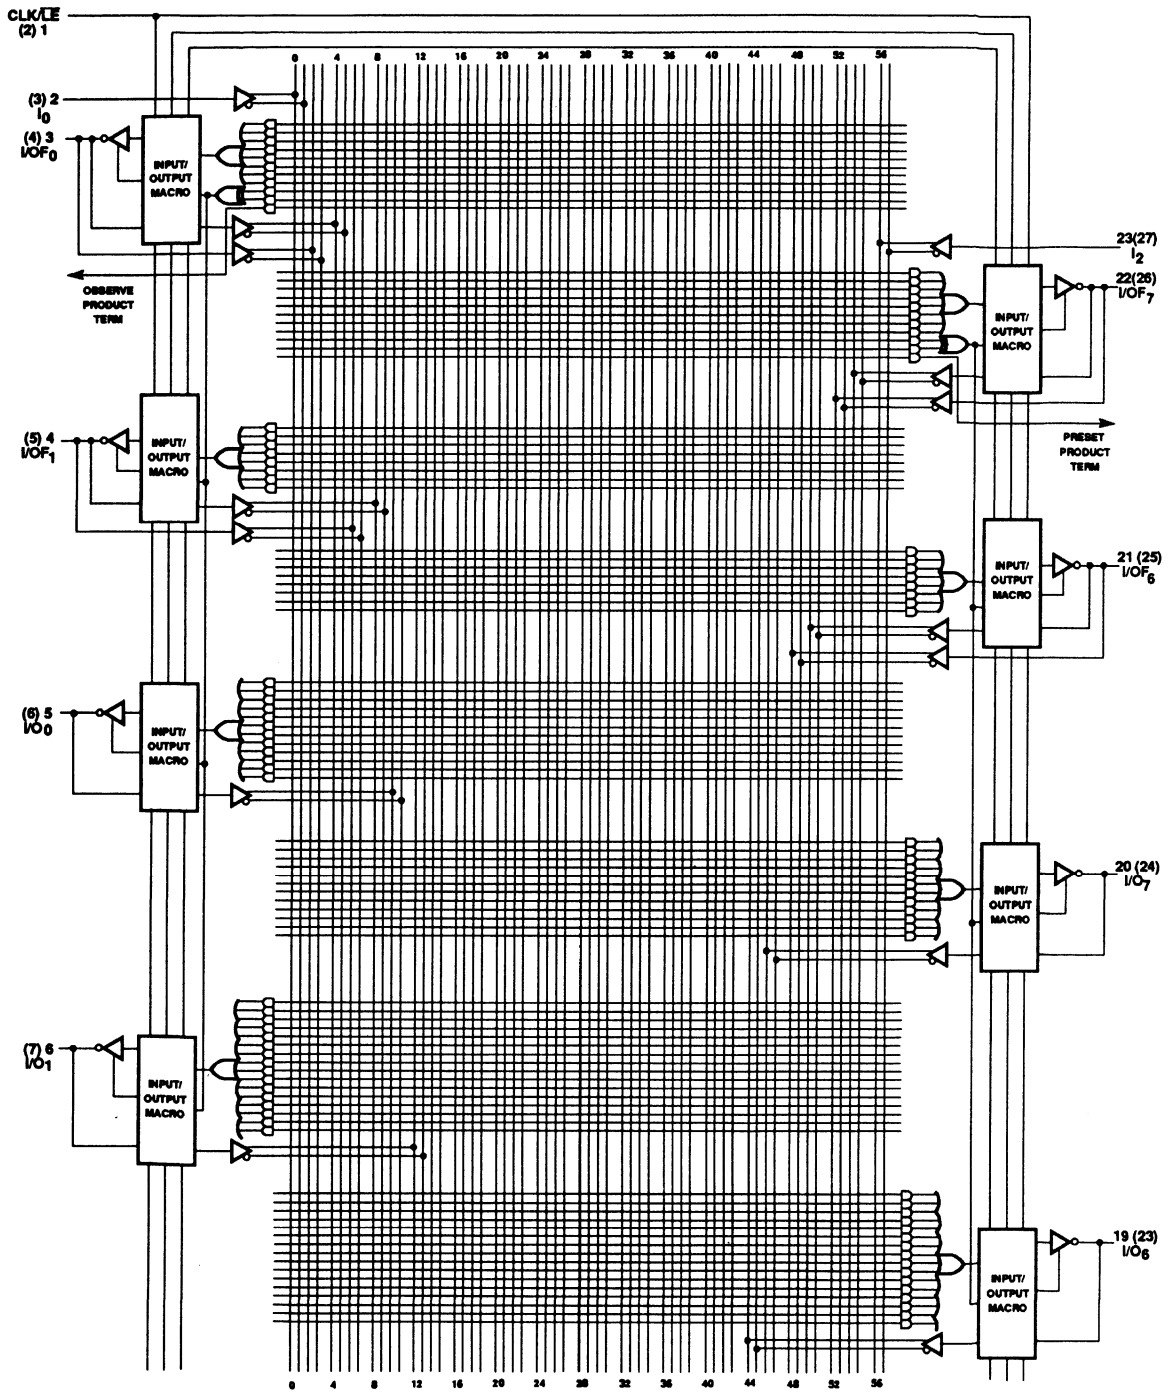 CLK/LE
(2) 1
0 4 8 12 16 20 24 28 32 36 40 44 48 52 56
(3) 2
I0
(4) 3
I/OF0
INPUT/
OUTPUT
MACRO
OBSERVE
PRODUCT
TERM
23(27)
I2
22(26)
I/OF7
INPUT/
OUTPUT
MACRO
PRESET
PRODUCT
TERM
(5) 4
I/OF1
INPUT/
OUTPUT
MACRO
21 (25)
I/OF6
INPUT/
OUTPUT
MACRO
(6) 5
I/O0
INPUT/
OUTPUT
MACRO
20 (24)
I/O7
INPUT/
OUTPUT
MACRO
(7) 6
I/O1
INPUT/
OUTPUT
MACRO
19 (23)
I/O6
INPUT/
OUTPUT
MACRO
0 4 8 12 16 20 24 28 32 36 40 44 48 52 56